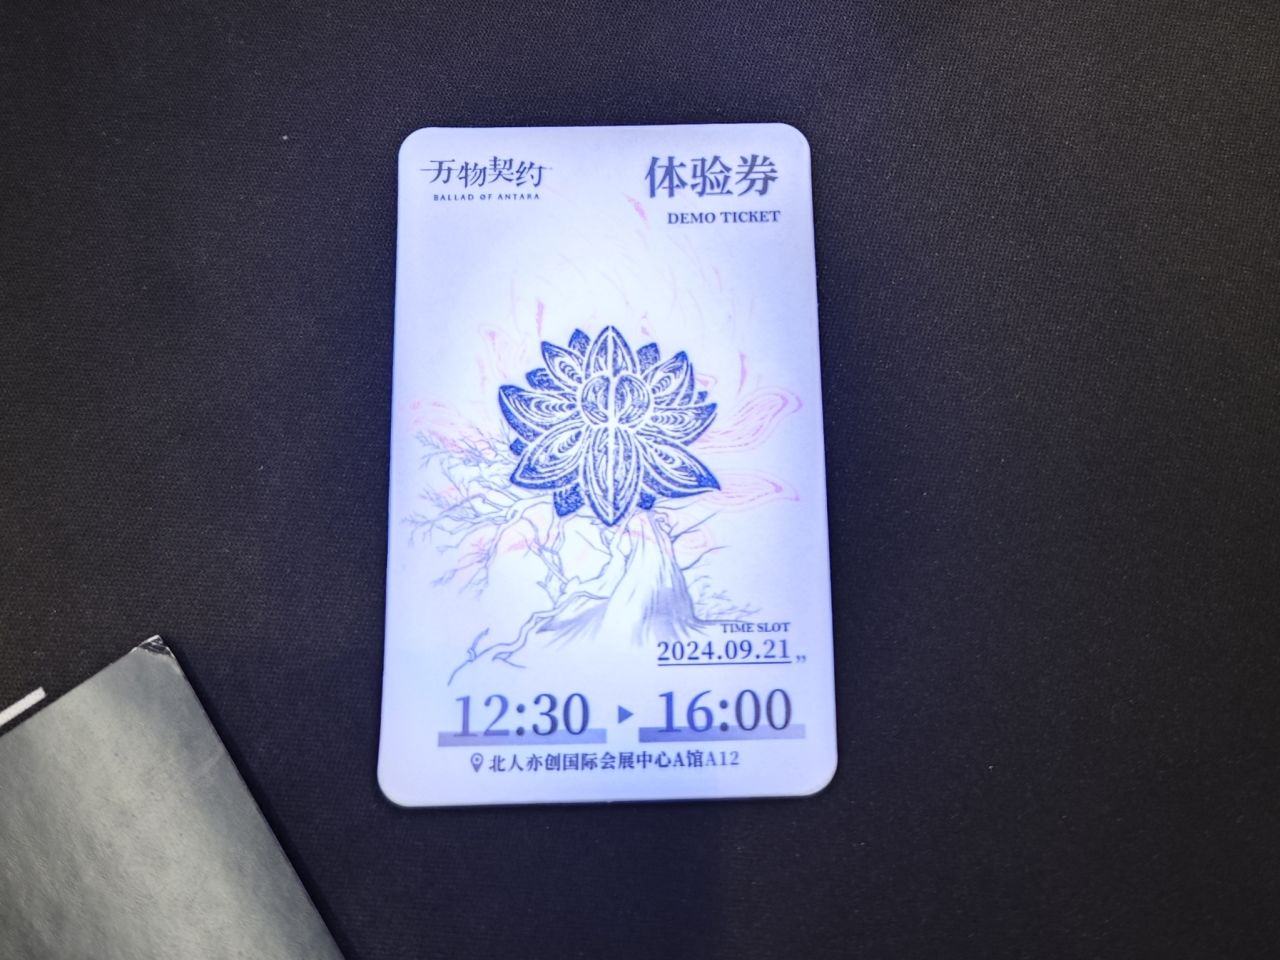 万物契约
BALLAD OF ANTARA
体验券
DEMO TICKET
TIME SLOT
2024.09.21
12:30 ▶ 16:00
北人亦创国际会展中心A馆A12